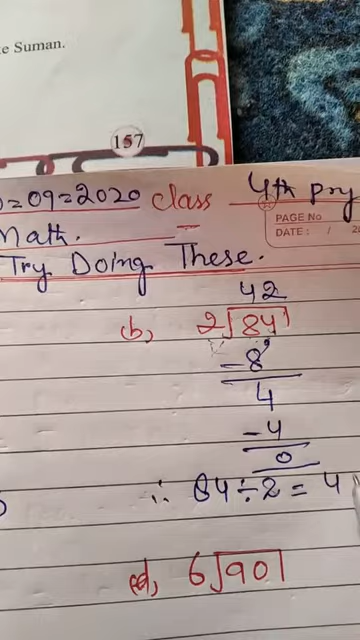 e Suman.
157
=09=2020 class 4th pry
PAGE No
DATE: /
Math.
Try Doing These.
42
(b), 2√84
-8
4
-4
0
∴ 84÷2= 4
(d), 6√90